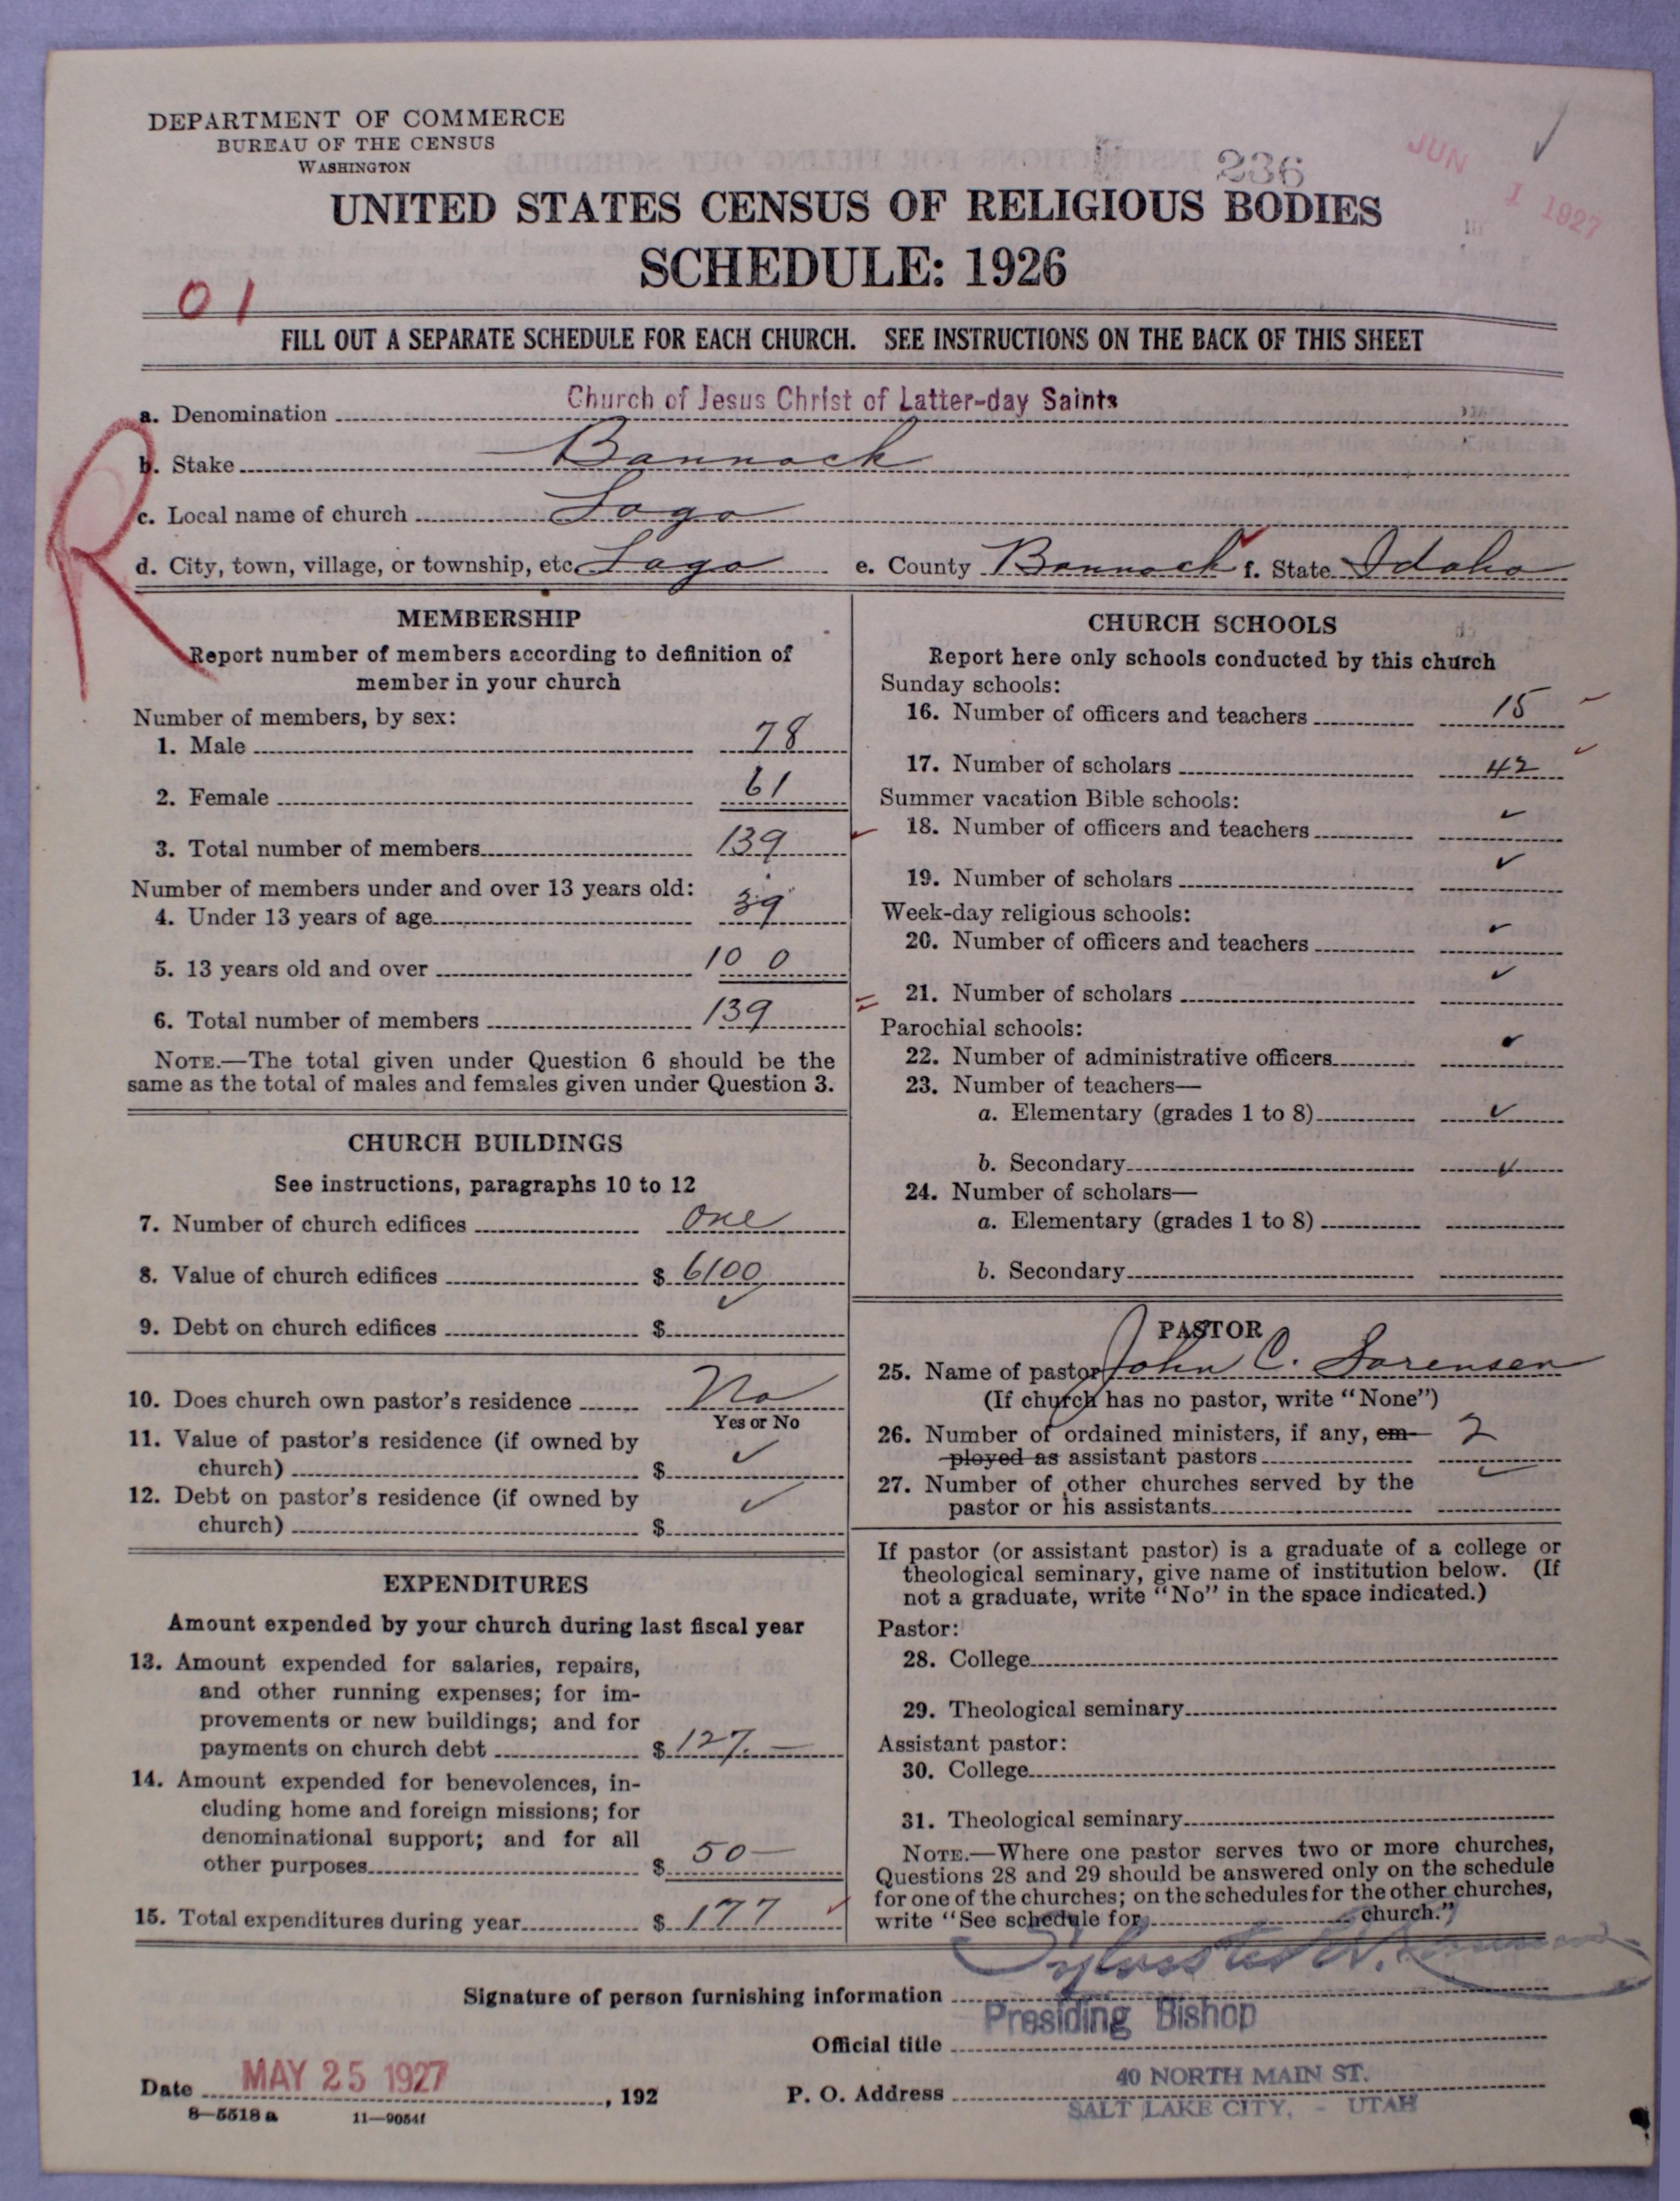 DEPARTMENT OF COMMERCE
BUREAU OF THE CENSUS
WASHINGTON
236
JUN 1 1927
UNITED STATES CENSUS OF RELIGIOUS BODIES
SCHEDULE: 1926
01
FILL OUT A SEPARATE SCHEDULE FOR EACH CHURCH. SEE INSTRUCTIONS ON THE BACK OF THIS SHEET
R
a. Denomination Church of Jesus Christ of Latter-day Saints
b. Stake Bannock
c. Local name of church Lago
d. City, town, village, or township, etc. Lago e. County Bannock f. State Idaho
MEMBERSHIP
Report number of members according to definition of
member in your church
Number of members, by sex:
1. Male 78
2. Female 61
3. Total number of members 139
Number of members under and over 13 years old:
4. Under 13 years of age 39
5. 13 years old and over 100
6. Total number of members 139
NOTE.—The total given under Question 6 should be the
same as the total of males and females given under Question 3.
CHURCH BUILDINGS
See instructions, paragraphs 10 to 12
7. Number of church edifices One
8. Value of church edifices $ 6100
9. Debt on church edifices $ ✓
10. Does church own pastor's residence No
Yes or No
11. Value of pastor's residence (if owned by
church) $ ✓
12. Debt on pastor's residence (if owned by
church) $ ✓
EXPENDITURES
Amount expended by your church during last fiscal year
13. Amount expended for salaries, repairs,
and other running expenses; for im-
provements or new buildings; and for
payments on church debt $ 127.—
14. Amount expended for benevolences, in-
cluding home and foreign missions; for
denominational support; and for all
other purposes $ 50—
15. Total expenditures during year $ 177
CHURCH SCHOOLS
Report here only schools conducted by this church
Sunday schools:
16. Number of officers and teachers 15
17. Number of scholars 42
Summer vacation Bible schools:
18. Number of officers and teachers ✓
19. Number of scholars ✓
Week-day religious schools:
20. Number of officers and teachers ✓
21. Number of scholars ✓
Parochial schools:
22. Number of administrative officers ✓
23. Number of teachers—
a. Elementary (grades 1 to 8) ✓
b. Secondary ✓
24. Number of scholars—
a. Elementary (grades 1 to 8)
b. Secondary
PASTOR
25. Name of pastor John C. Sorensen
(If church has no pastor, write "None")
26. Number of ordained ministers, if any, em-
ployed as assistant pastors 2
27. Number of other churches served by the
pastor or his assistants ✓
If pastor (or assistant pastor) is a graduate of a college or
theological seminary, give name of institution below. (If
not a graduate, write "No" in the space indicated.)
Pastor:
28. College
29. Theological seminary
Assistant pastor:
30. College
31. Theological seminary
NOTE.—Where one pastor serves two or more churches,
Questions 28 and 29 should be answered only on the schedule
for one of the churches; on the schedules for the other churches,
write "See schedule for church."
Signature of person furnishing information Sylvester
Official title Presiding Bishop
Date MAY 25 1927, 192
P. O. Address 40 NORTH MAIN ST.
SALT LAKE CITY, - UTAH
8—5518 a 11—9054f